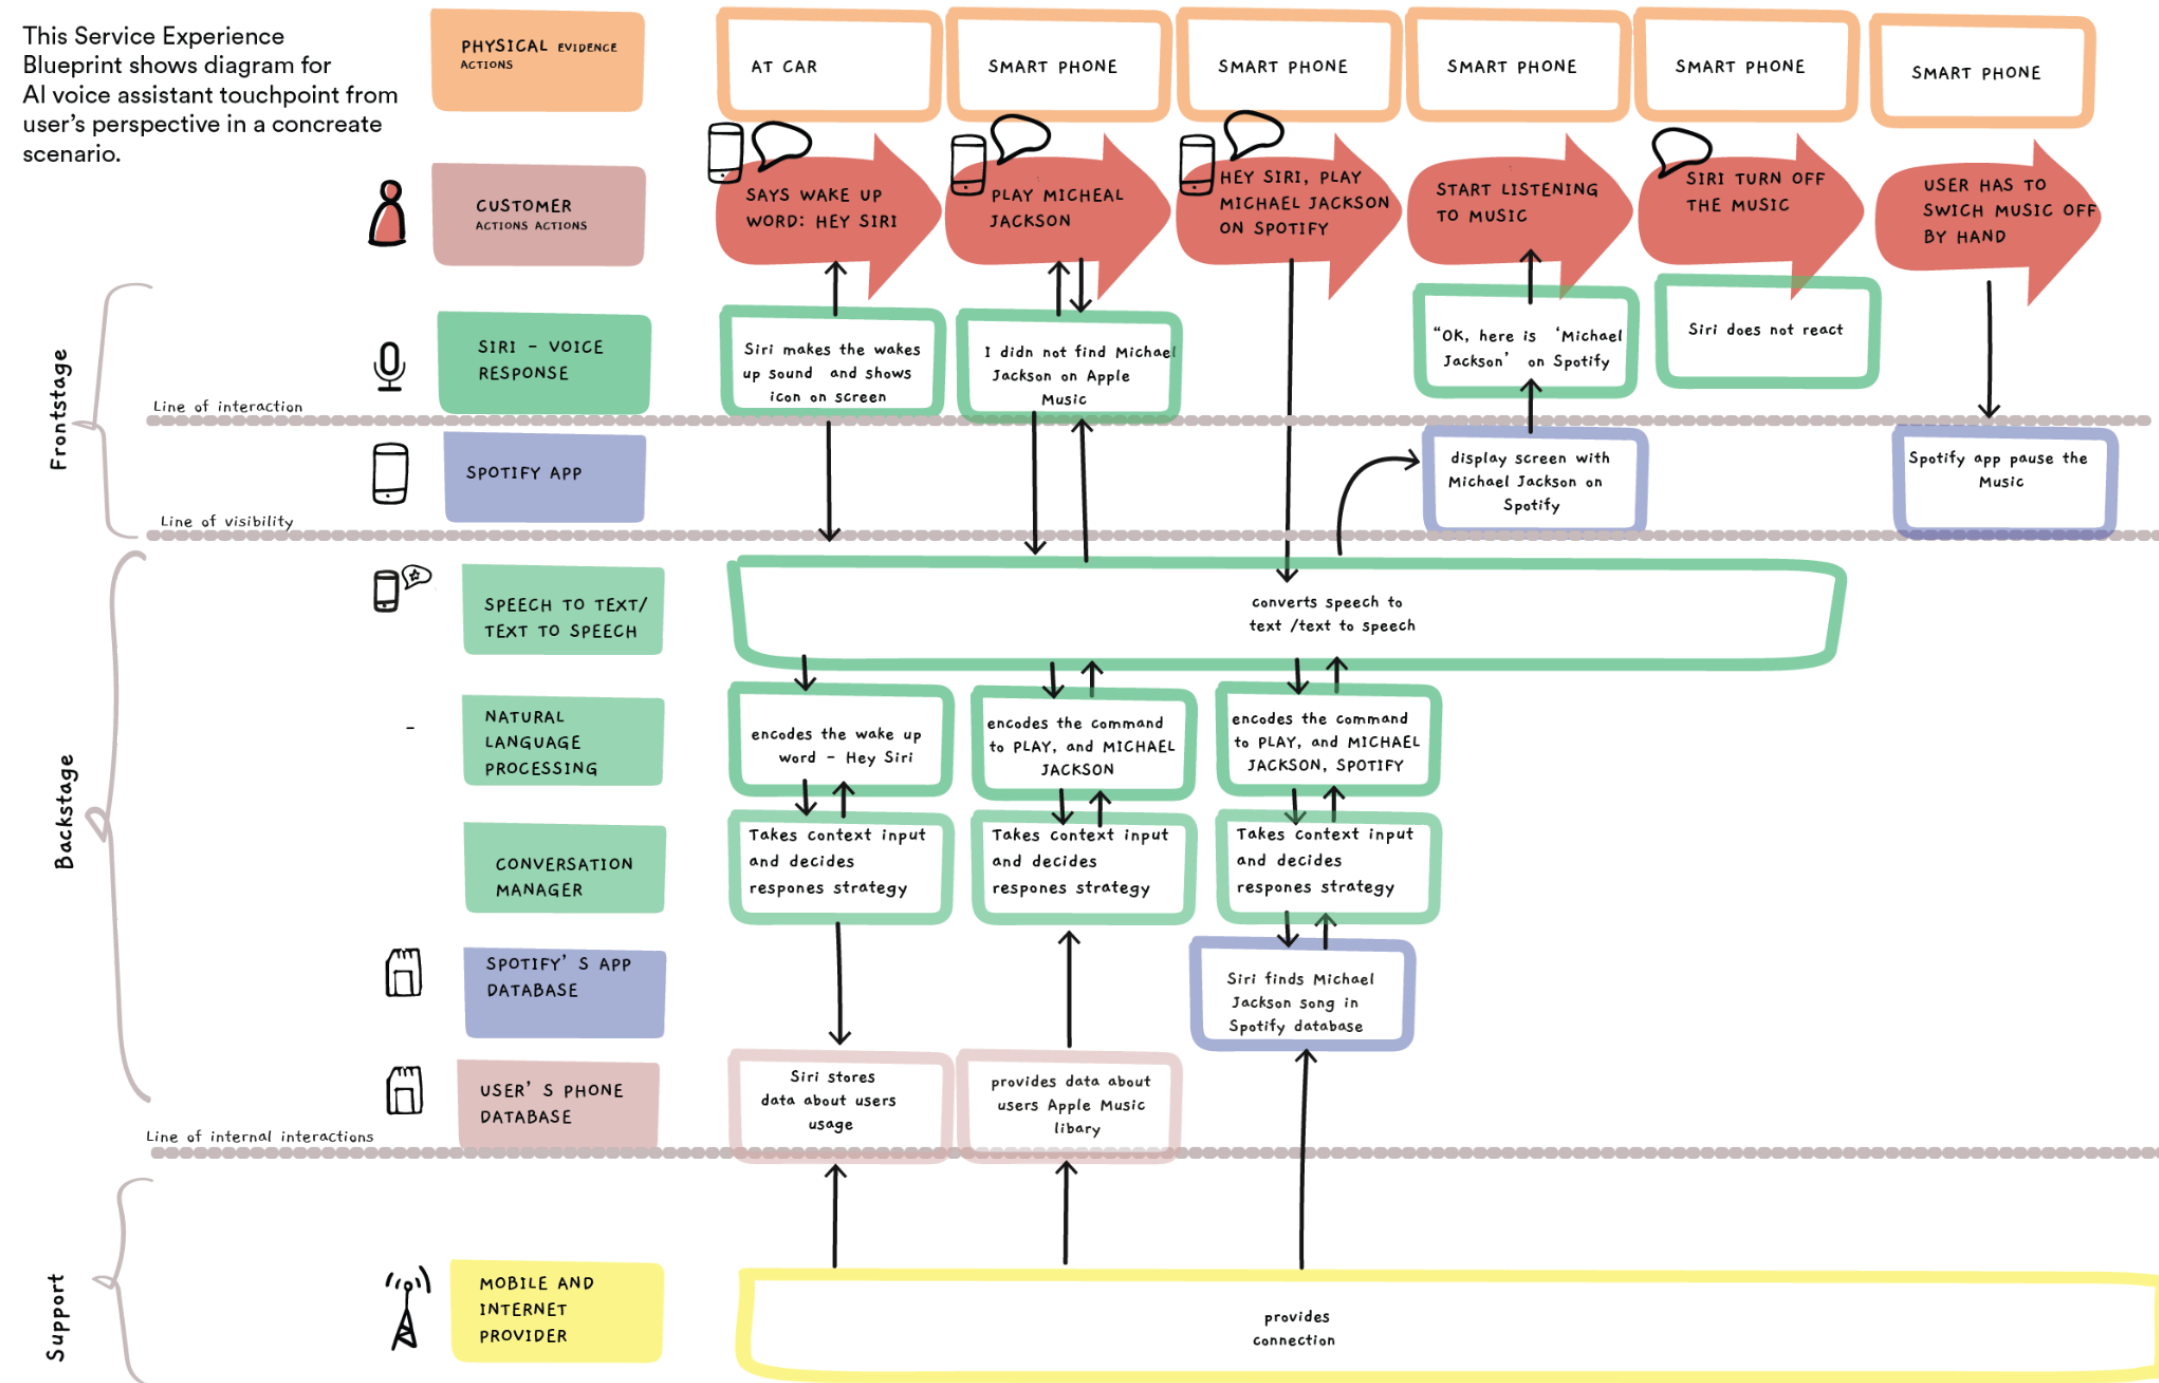 This Service Experience
Blueprint shows diagram for
AI voice assistant touchpoint from
user's perspective in a concreate
scenario.
PHYSICAL EVIDENCE
ACTIONS
AT CAR
SMART PHONE
SMART PHONE
SMART PHONE
SMART PHONE
SMART PHONE
CUSTOMER
ACTIONS ACTIONS
SAYS WAKE UP
WORD: HEY SIRI
PLAY MICHEAL
JACKSON
HEY SIRI, PLAY
MICHAEL JACKSON
ON SPOTIFY
START LISTENING
TO MUSIC
SIRI TURN OFF
THE MUSIC
USER HAS TO
SWICH MUSIC OFF
BY HAND
Frontstage
SIRI - VOICE
RESPONSE
Siri makes the wakes
up sound and shows
icon on screen
I didn not find Michael
Jackson on Apple
Music
"OK, here is 'Michael
Jackson' on Spotify
Siri does not react
Line of interaction
SPOTIFY APP
display screen with
Michael Jackson on
Spotify
Spotify app pause the
Music
Line of visibility
Backstage
SPEECH TO TEXT/
TEXT TO SPEECH
converts speech to
text /text to speech
-
NATURAL
LANGUAGE
PROCESSING
encodes the wake up
word - Hey Siri
encodes the command
to PLAY, and MICHAEL
JACKSON
encodes the command
to PLAY, and MICHAEL
JACKSON, SPOTIFY
CONVERSATION
MANAGER
Takes context input
and decides
respones strategy
Takes context input
and decides
respones strategy
Takes context input
and decides
respones strategy
SPOTIFY' S APP
DATABASE
Siri finds Michael
Jackson song in
Spotify database
USER' S PHONE
DATABASE
Siri stores
data about users
usage
provides data about
users Apple Music
libary
Line of internal interactions
Support
MOBILE AND
INTERNET
PROVIDER
provides
connection